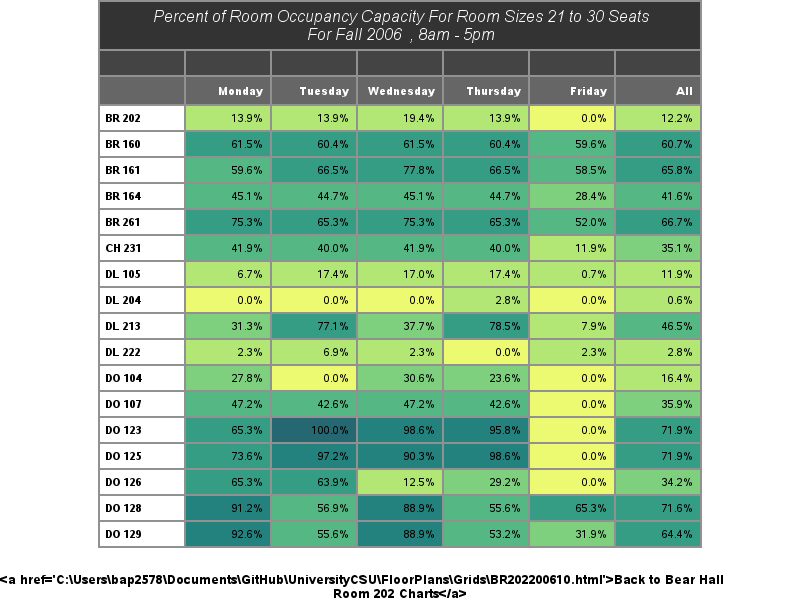 Percent of Room Occupancy Capacity For Room Sizes 21 to 30 Seats
For Fall 2006 , 8am - 5pm
Monday Tuesday Wednesday Thursday Friday All
BR 202 13.9% 13.9% 19.4% 13.9% 0.0% 12.2%
BR 160 61.5% 60.4% 61.5% 60.4% 59.6% 60.7%
BR 161 59.6% 66.5% 77.8% 66.5% 58.5% 65.8%
BR 164 45.1% 44.7% 45.1% 44.7% 28.4% 41.6%
BR 261 75.3% 65.3% 75.3% 65.3% 52.0% 66.7%
CH 231 41.9% 40.0% 41.9% 40.0% 11.9% 35.1%
DL 105 6.7% 17.4% 17.0% 17.4% 0.7% 11.9%
DL 204 0.0% 0.0% 0.0% 2.8% 0.0% 0.6%
DL 213 31.3% 77.1% 37.7% 78.5% 7.9% 46.5%
DL 222 2.3% 6.9% 2.3% 0.0% 2.3% 2.8%
DO 104 27.8% 0.0% 30.6% 23.6% 0.0% 16.4%
DO 107 47.2% 42.6% 47.2% 42.6% 0.0% 35.9%
DO 123 65.3% 100.0% 98.6% 95.8% 0.0% 71.9%
DO 125 73.6% 97.2% 90.3% 98.6% 0.0% 71.9%
DO 126 65.3% 63.9% 12.5% 29.2% 0.0% 34.2%
DO 128 91.2% 56.9% 88.9% 55.6% 65.3% 71.6%
DO 129 92.6% 55.6% 88.9% 53.2% 31.9% 64.4%
<a href='C:\Users\bap2578\Documents\GitHub\UniversityCSU\FloorPlans\Grids\BR202200610.html'>Back to Bear Hall
Room 202 Charts</a>